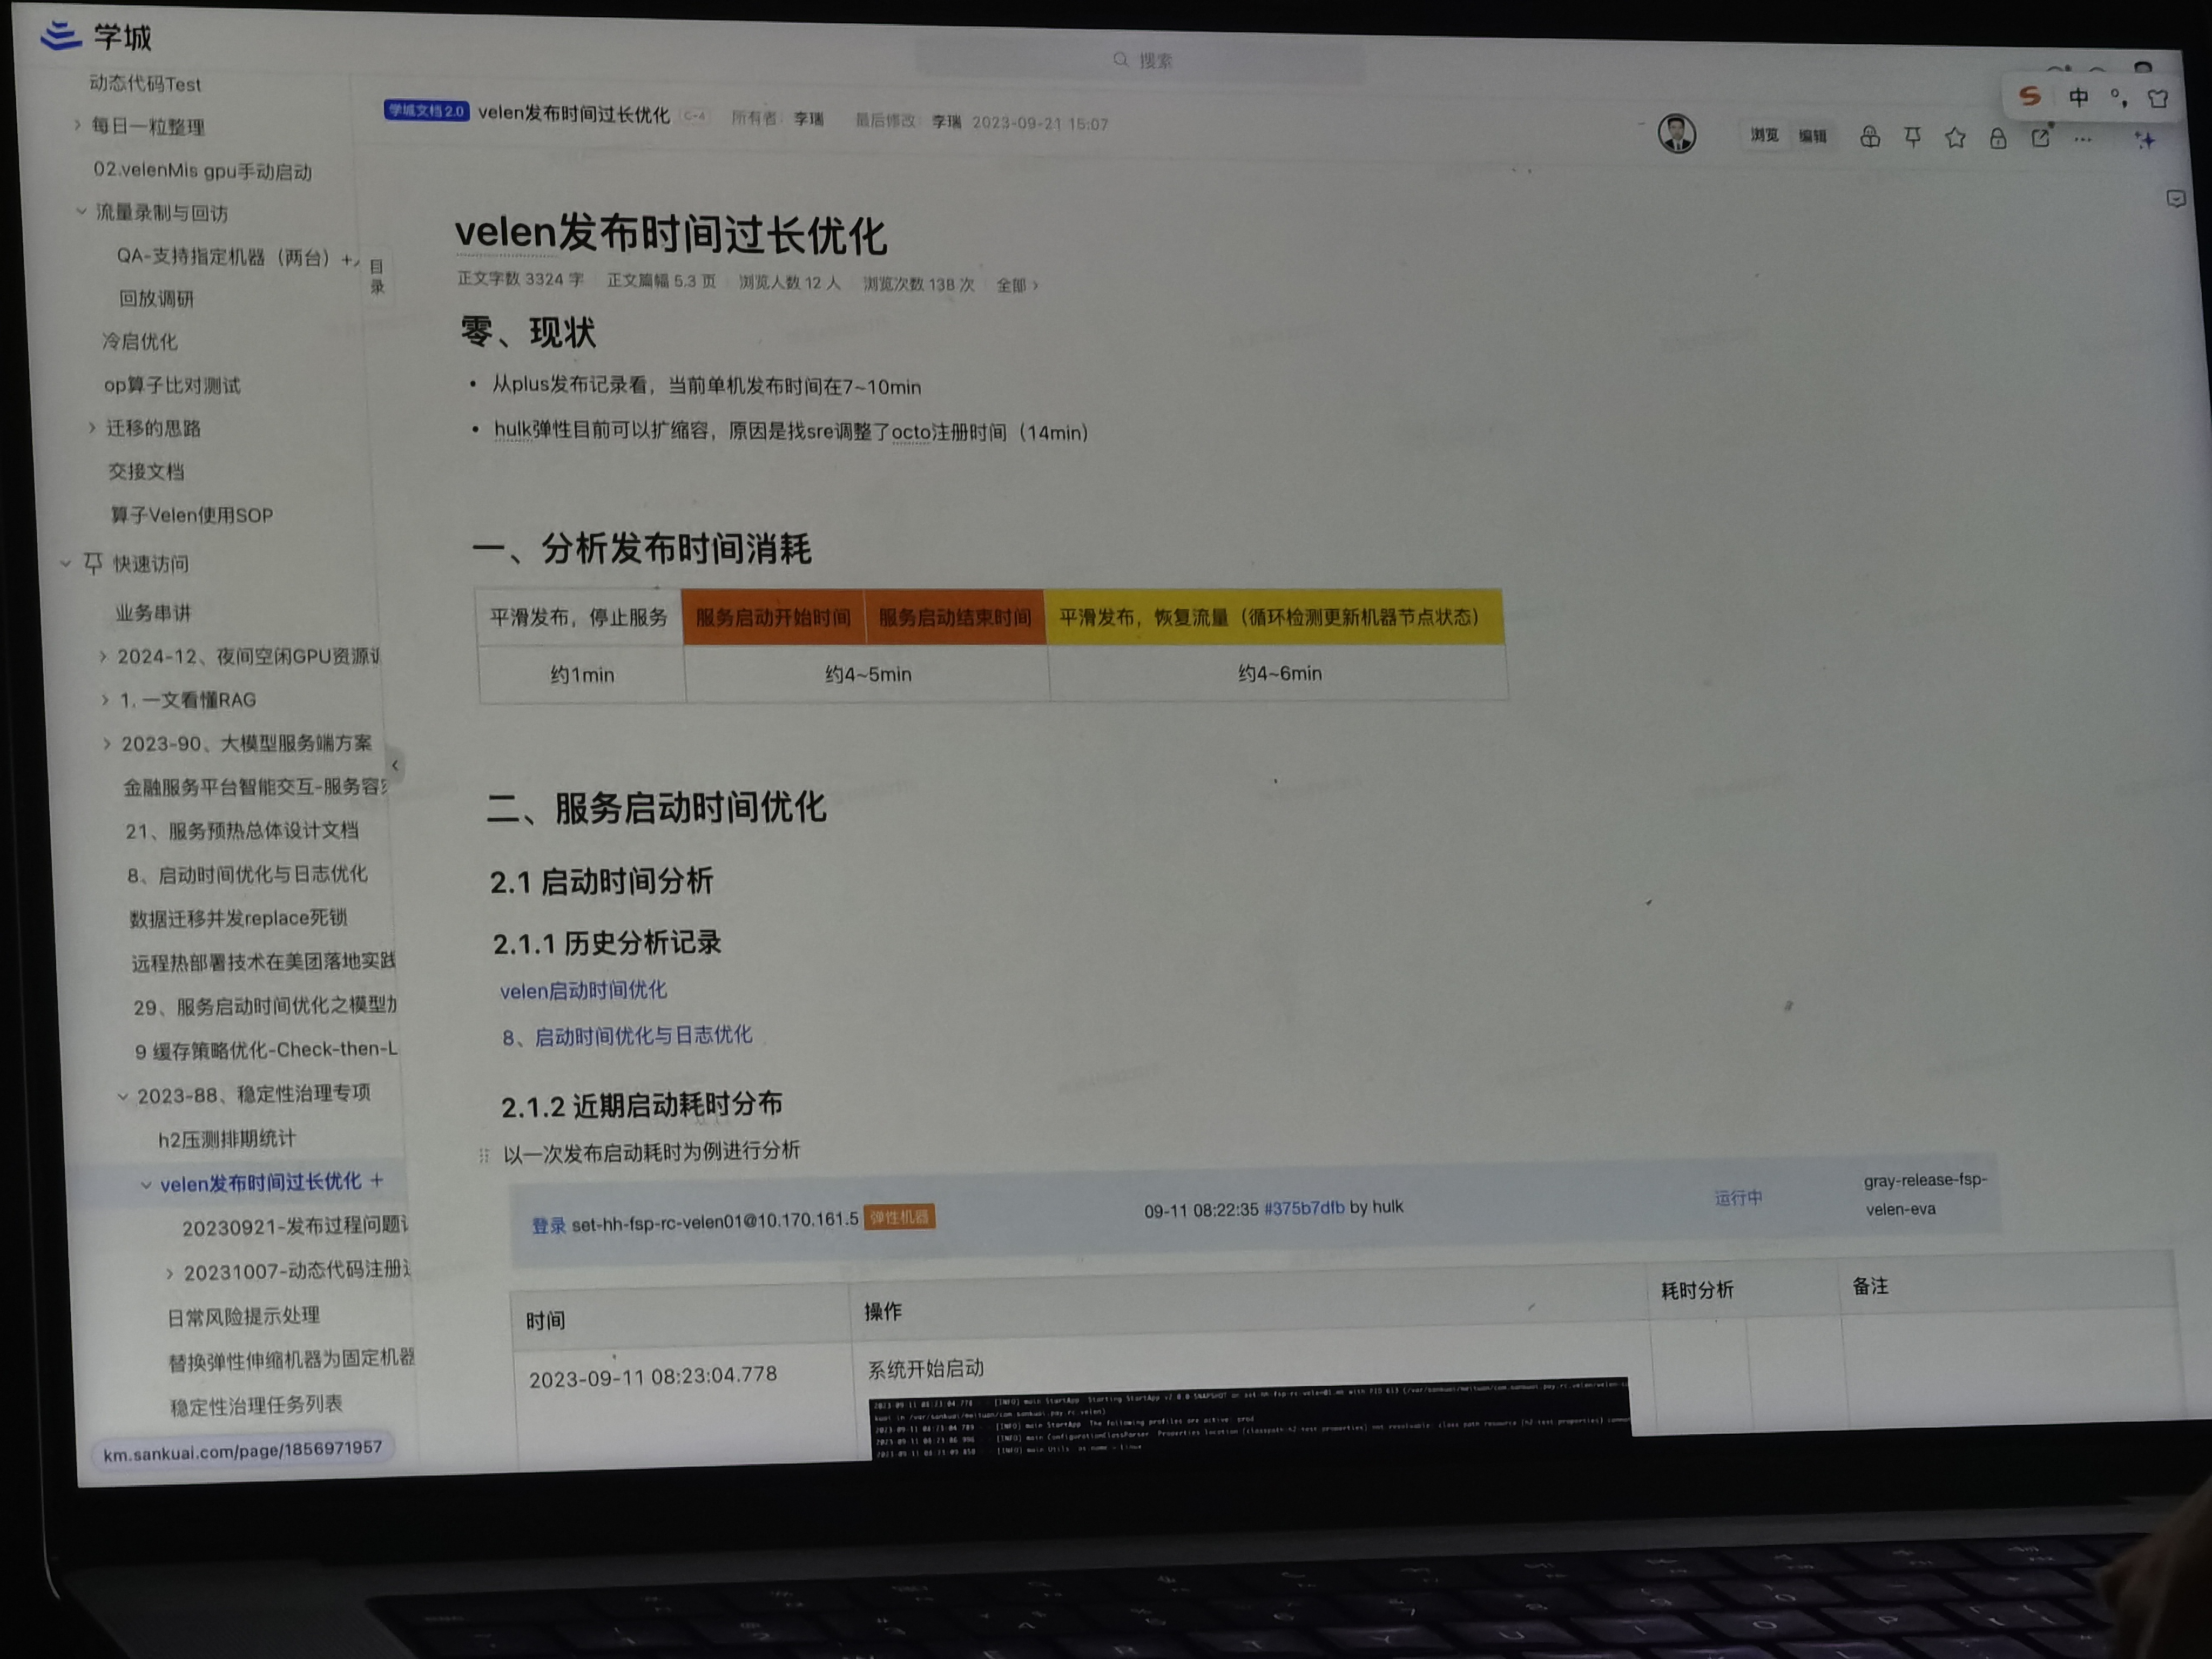 学城
搜索
中
动态代码Test
每日一粒整理
02.velenMis gpu手动启动
流量录制与回访
QA-支持指定机器（两台）+
回放调研
冷启优化
op算子比对测试
迁移的思路
交接文档
算子Velen使用SOP
快速访问
业务串讲
2024-12、夜间空闲GPU资源
1. 一文看懂RAG
2023-90、大模型服务端方案
金融服务平台智能交互-服务容
21、服务预热总体设计文档
8、启动时间优化与日志优化
数据迁移并发replace死锁
远程热部署技术在美团落地实践
29、服务启动时间优化之模型加
9 缓存策略优化-Check-then-L
2023-88、稳定性治理专项
h2压测排期统计
velen发布时间过长优化 +
20230921-发布过程问题
20231007-动态代码注册
日常风险提示处理
替换弹性伸缩机器为固定机器
稳定性治理任务列表
km.sankuai.com/page/1856971957
目录
学城文档2.0 velen发布时间过长优化 C-4 所有者：李瑞 最后修改：李瑞 2023-09-21 15:07
浏览 编辑
velen发布时间过长优化
正文字数 3324 字 正文篇幅 5.3 页 浏览人数 12 人 浏览次数 138 次 全部 >
零、现状
• 从plus发布记录看，当前单机发布时间在7~10min
• hulk弹性目前可以扩缩容，原因是找sre调整了octo注册时间（14min）
一、分析发布时间消耗
平滑发布，停止服务 服务启动开始时间 服务启动结束时间 平滑发布，恢复流量（循环检测更新机器节点状态）
约1min 约4~5min 约4~6min
二、服务启动时间优化
2.1 启动时间分析
2.1.1 历史分析记录
velen启动时间优化
8、启动时间优化与日志优化
2.1.2 近期启动耗时分布
以一次发布启动耗时为例进行分析
登录 set-hh-fsp-rc-velen01@10.170.161.5 弹性机器 09-11 08:22:35 #375b7dfb by hulk 运行中 gray-release-fsp-
velen-eva
时间 操作 耗时分析 备注
2023-09-11 08:23:04.778 系统开始启动